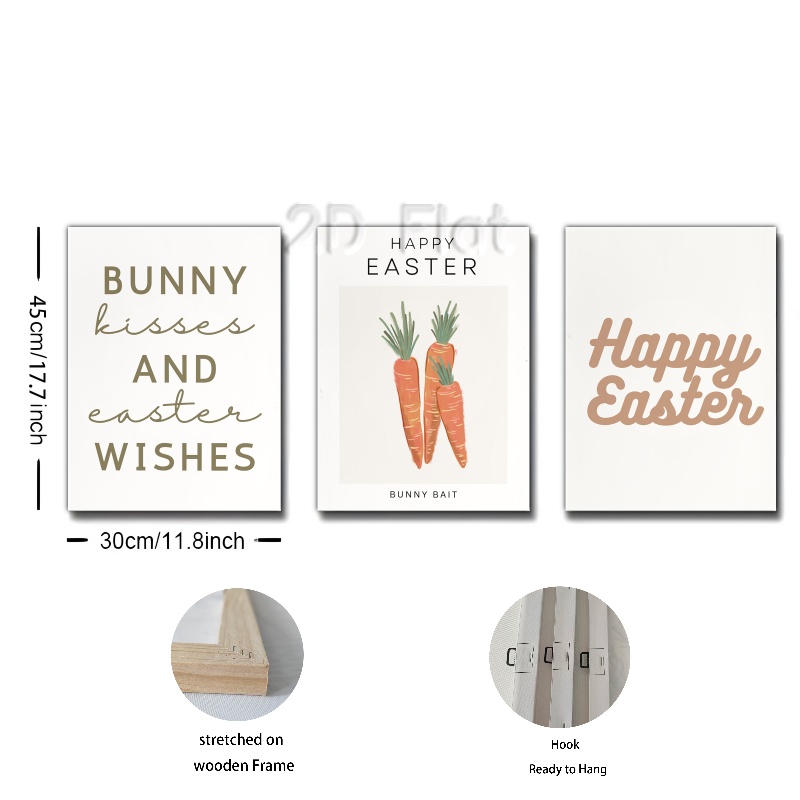 2D Flat
45cm/17.7inch
BUNNY
kisses
AND
easter
WISHES
HAPPY
EASTER
BUNNY BAIT
Happy
Easter
30cm/11.8inch
stretched on
wooden Frame
Hook
Ready to Hang